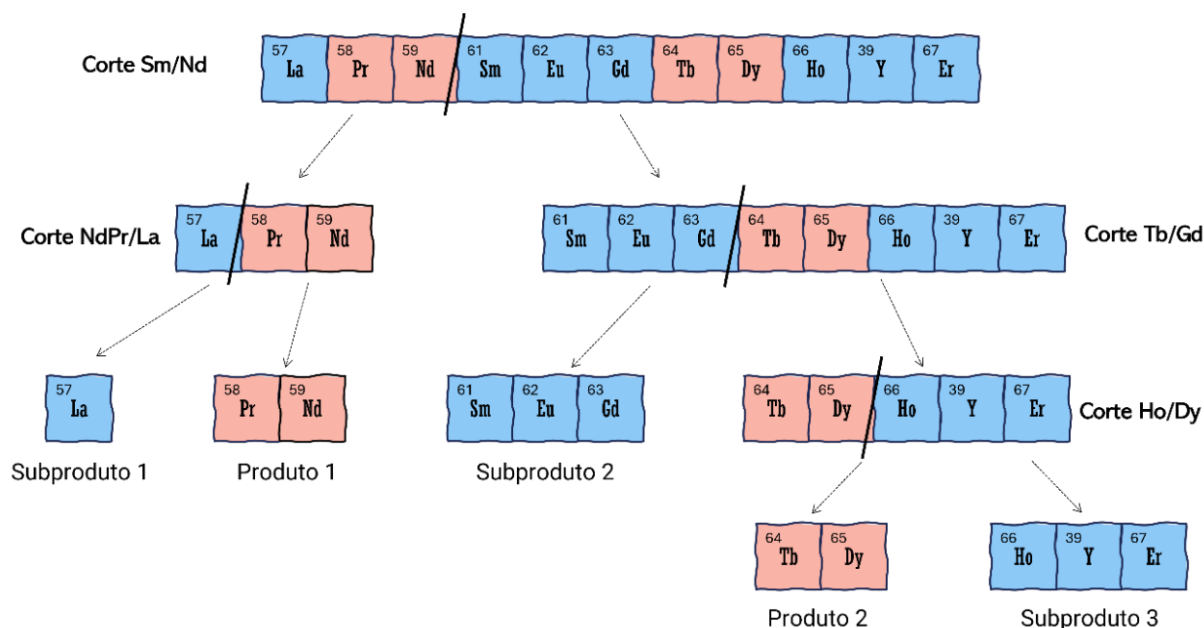 Corte Sm/Nd
57 58 59 61 62 63 64 65 66 39 67
La Pr Nd Sm Eu Gd Tb Dy Ho Y Er
Corte NdPr/La
57 58 59
La Pr Nd
61 62 63 64 65 66 39 67
Sm Eu Gd Tb Dy Ho Y Er
Corte Tb/Gd
57
La
Subproduto 1
58 59
Pr Nd
Produto 1
61 62 63
Sm Eu Gd
Subproduto 2
64 65 66 39 67
Tb Dy Ho Y Er
Corte Ho/Dy
64 65
Tb Dy
Produto 2
66 39 67
Ho Y Er
Subproduto 3